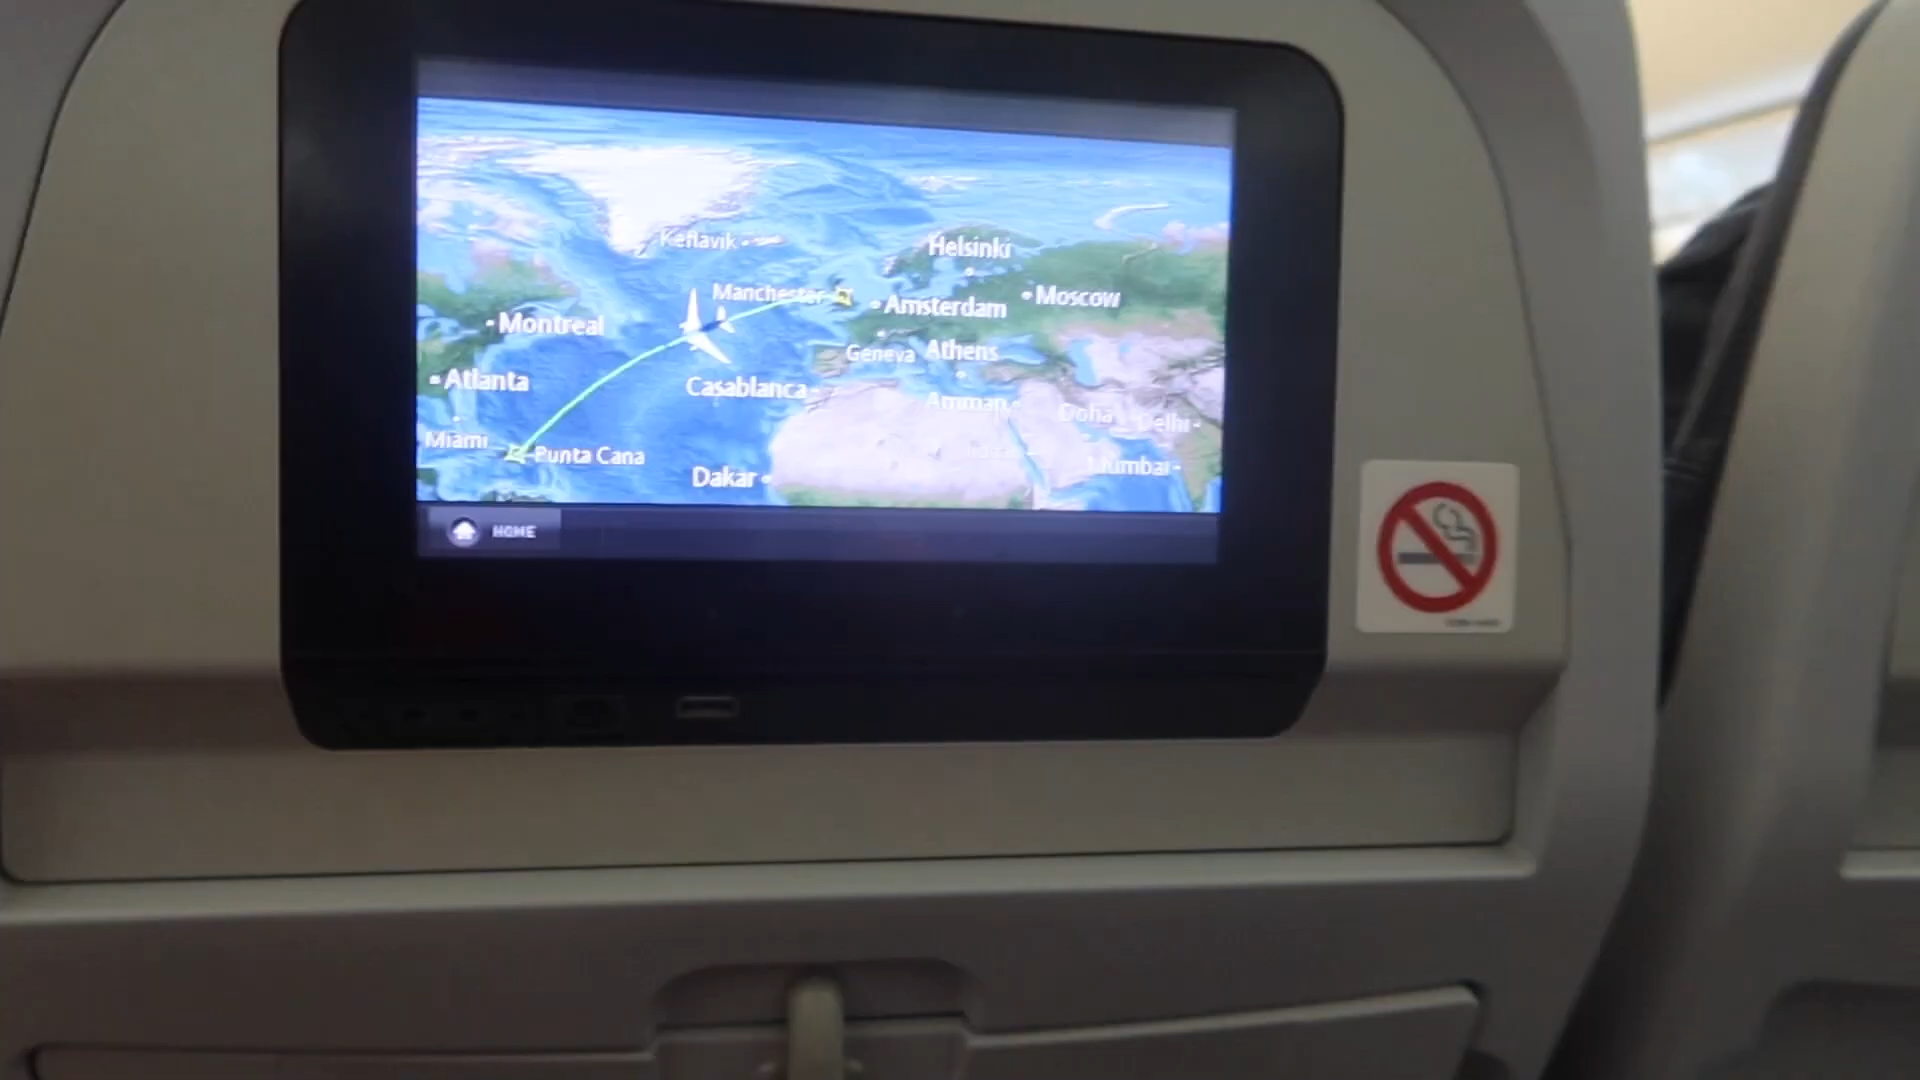 Keflavik
Helsinki
Manchester
Amsterdam
Moscow
Montreal
Geneva
Athens
Atlanta
Casablanca
Amman
Doha
Delhi
Miami
Punta Cana
Mumbai
Dakar
HOME